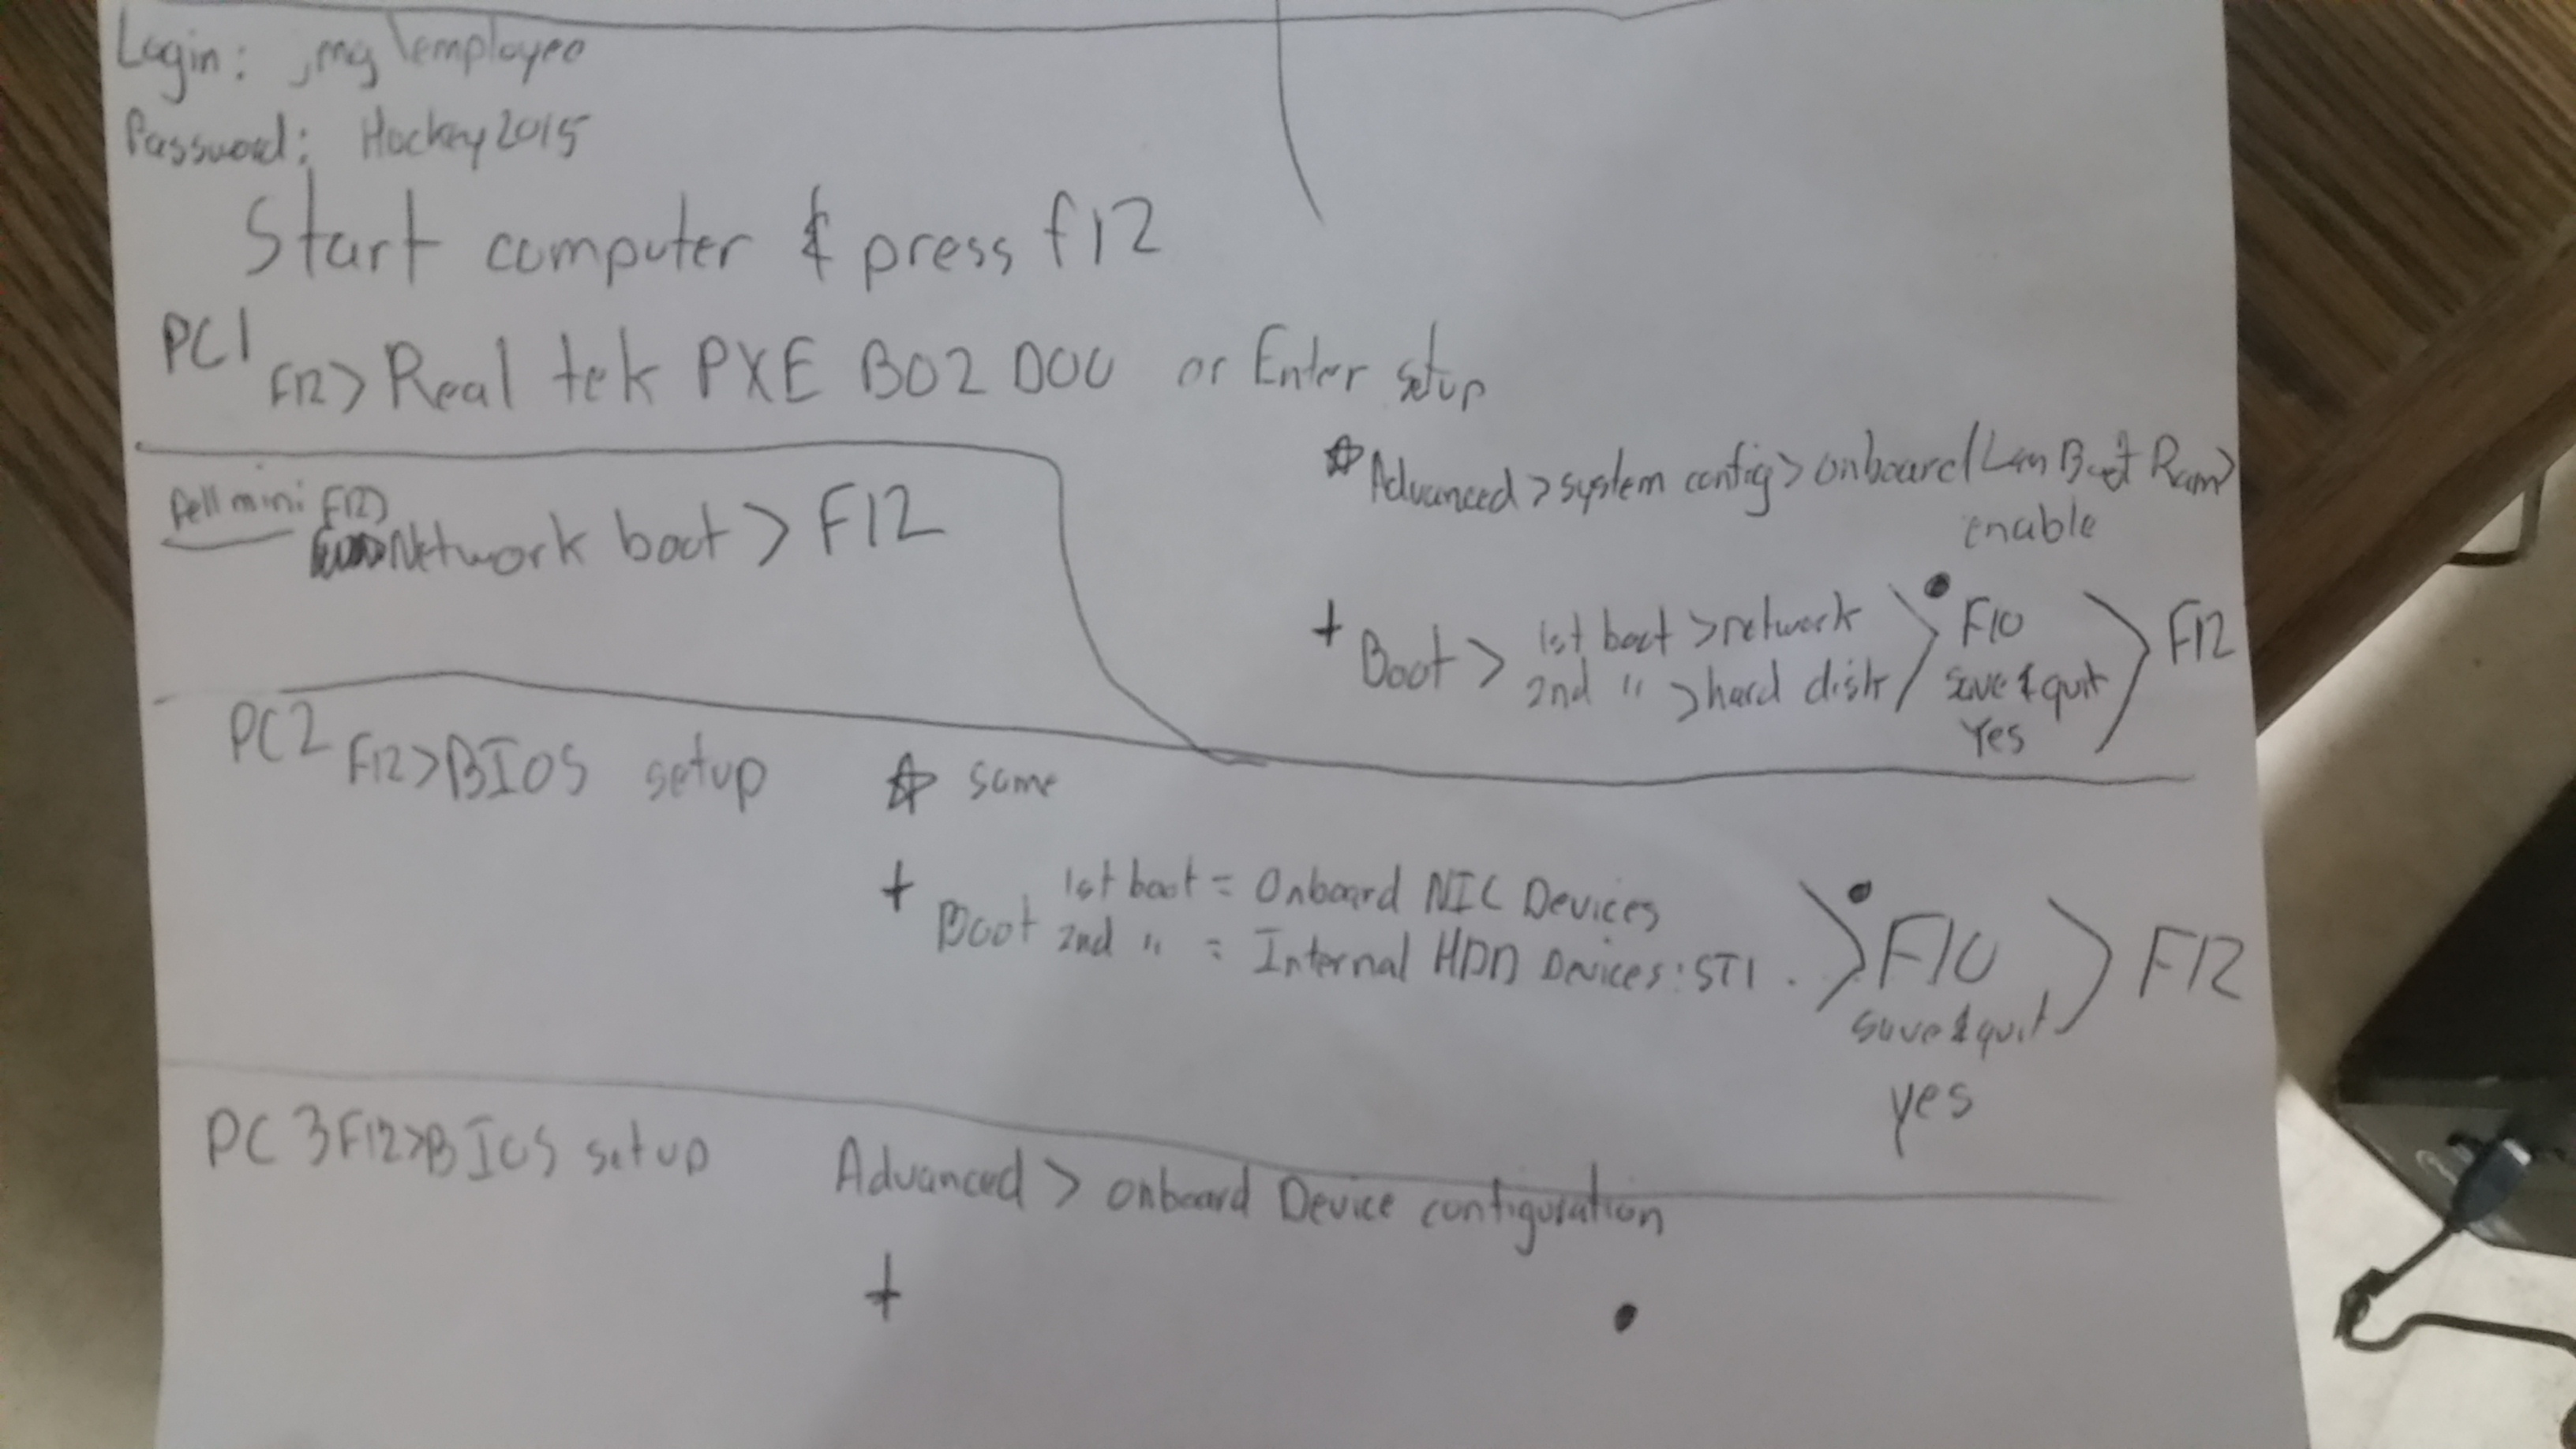 Login: img\employee
Password: Hockey2015
Start computer & press f12
PC1 F12 > Real tek PXE B02 D00 or Enter setup
☆ Advanced > system config > onboard Lan Boot Rom
enable
Dell mini F12
Network boot > F12
+ Boot > 1st boot > network > F10 > F12
2nd " > hard disk save & quit
Yes
PC2 F12 > BIOS setup ☆ same
+ Boot 1st boot = Onboard NIC Devices
2nd " = Internal HDD Devices: ST1. > F10 > F12
save & quit
Yes
PC 3 F12 > BIOS setup Advanced > onboard Device configuration
+